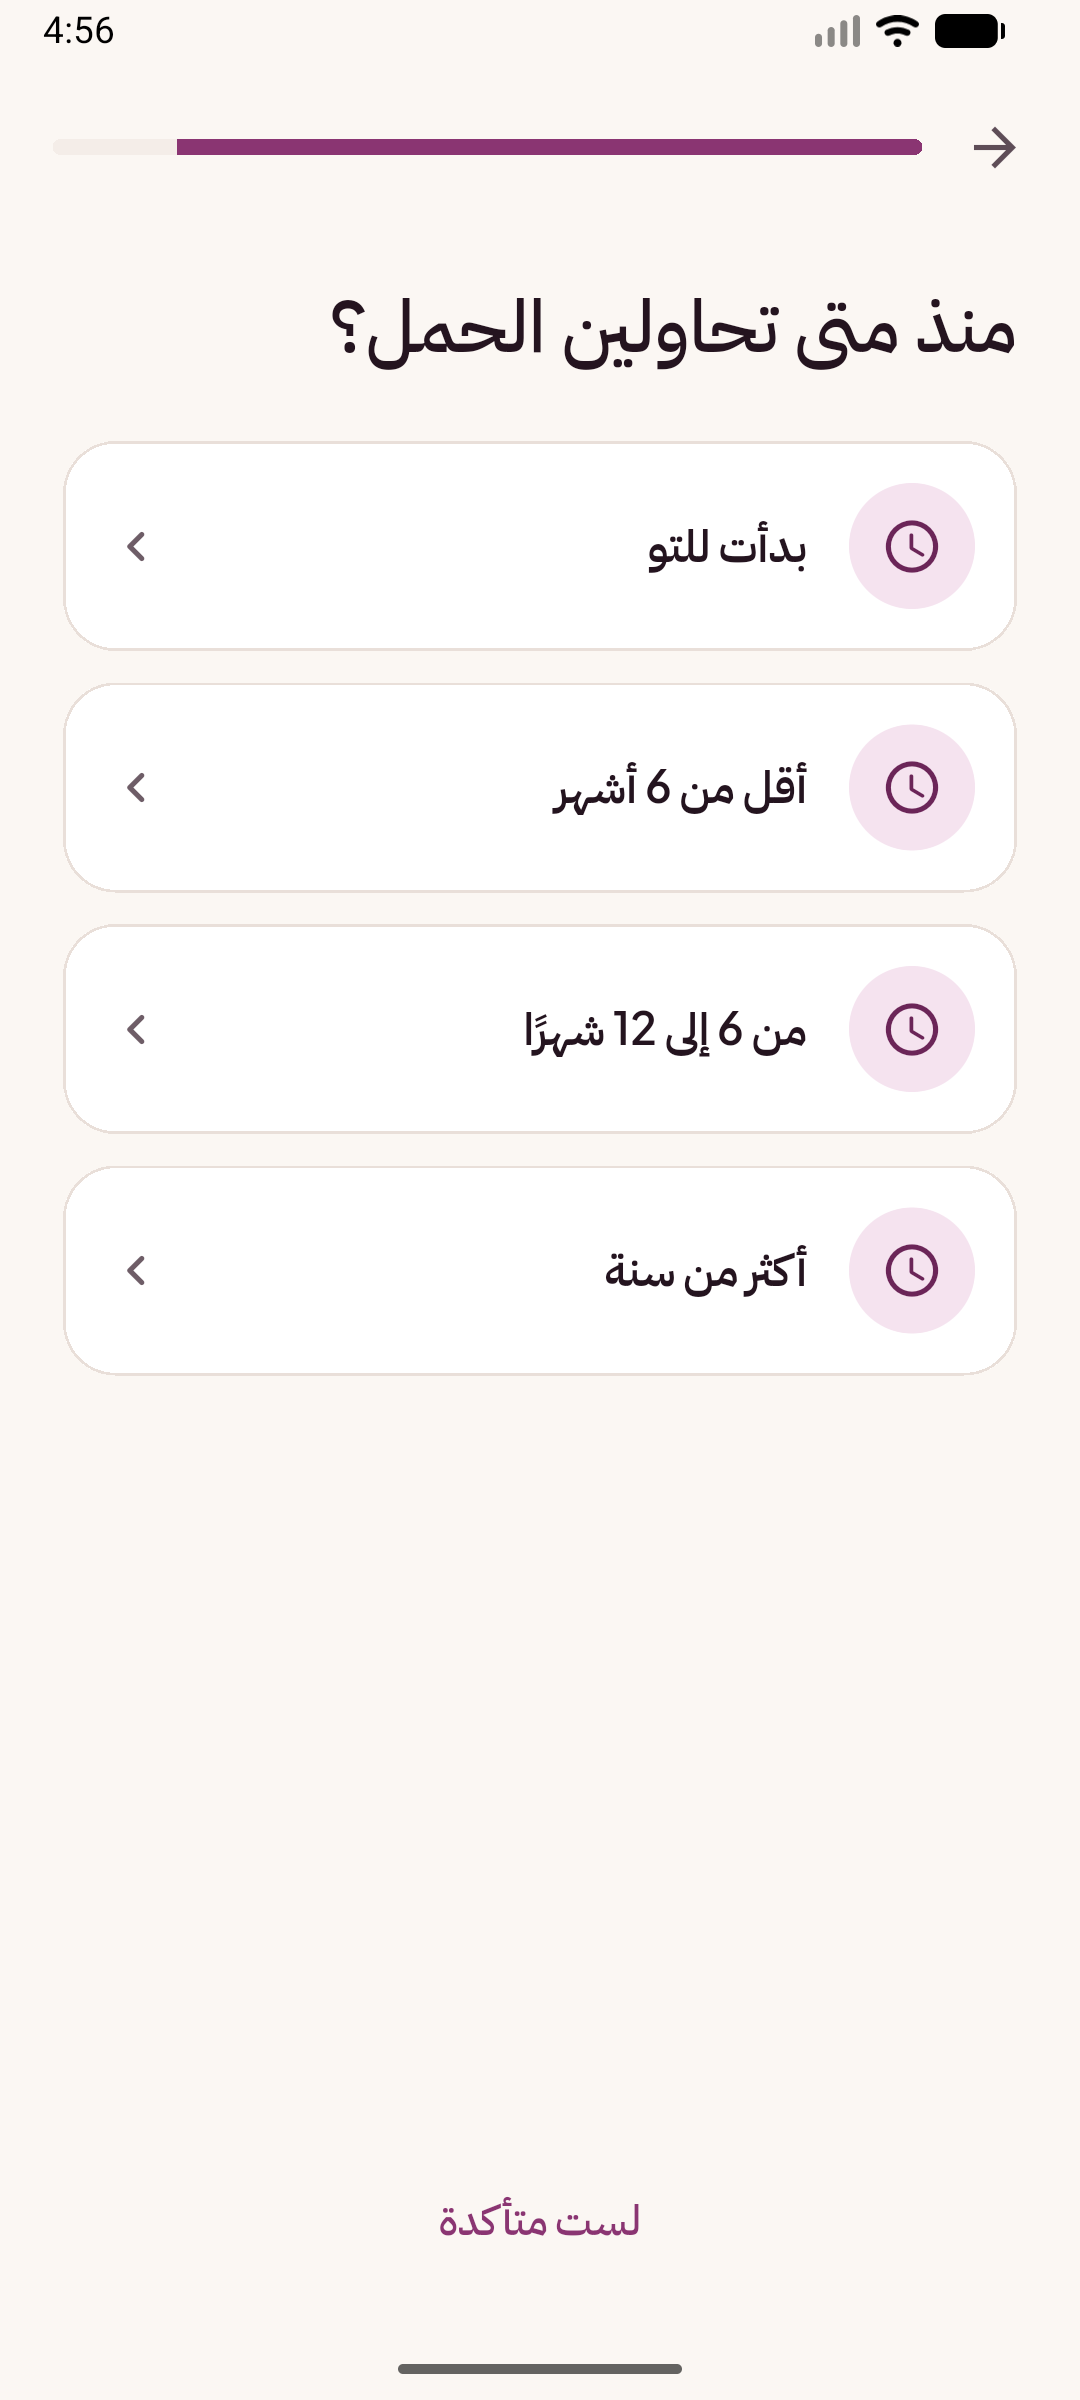 4:56
منذ متى تحاولين الحمل؟
بدأت للتو
أقل من 6 أشهر
من 6 إلى 12 شهرًا
أكثر من سنة
لست متأكدة